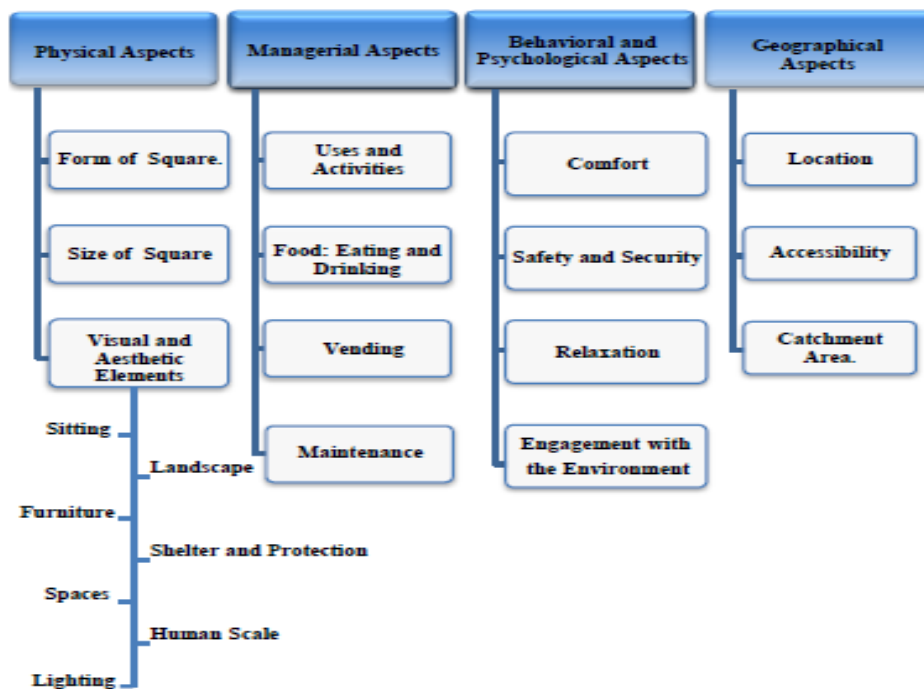 Physical Aspects
Managerial Aspects
Behavioral and
Psychological Aspects
Geographical
Aspects
Form of Square.
Size of Square
Visual and
Aesthetic
Elements
Sitting
Landscape
Furniture
Shelter and Protection
Spaces
Human Scale
Lighting
Uses and
Activities
Food: Eating and
Drinking
Vending
Maintenance
Comfort
Safety and Security
Relaxation
Engagement with
the Environment
Location
Accessibility
Catchment
Area.